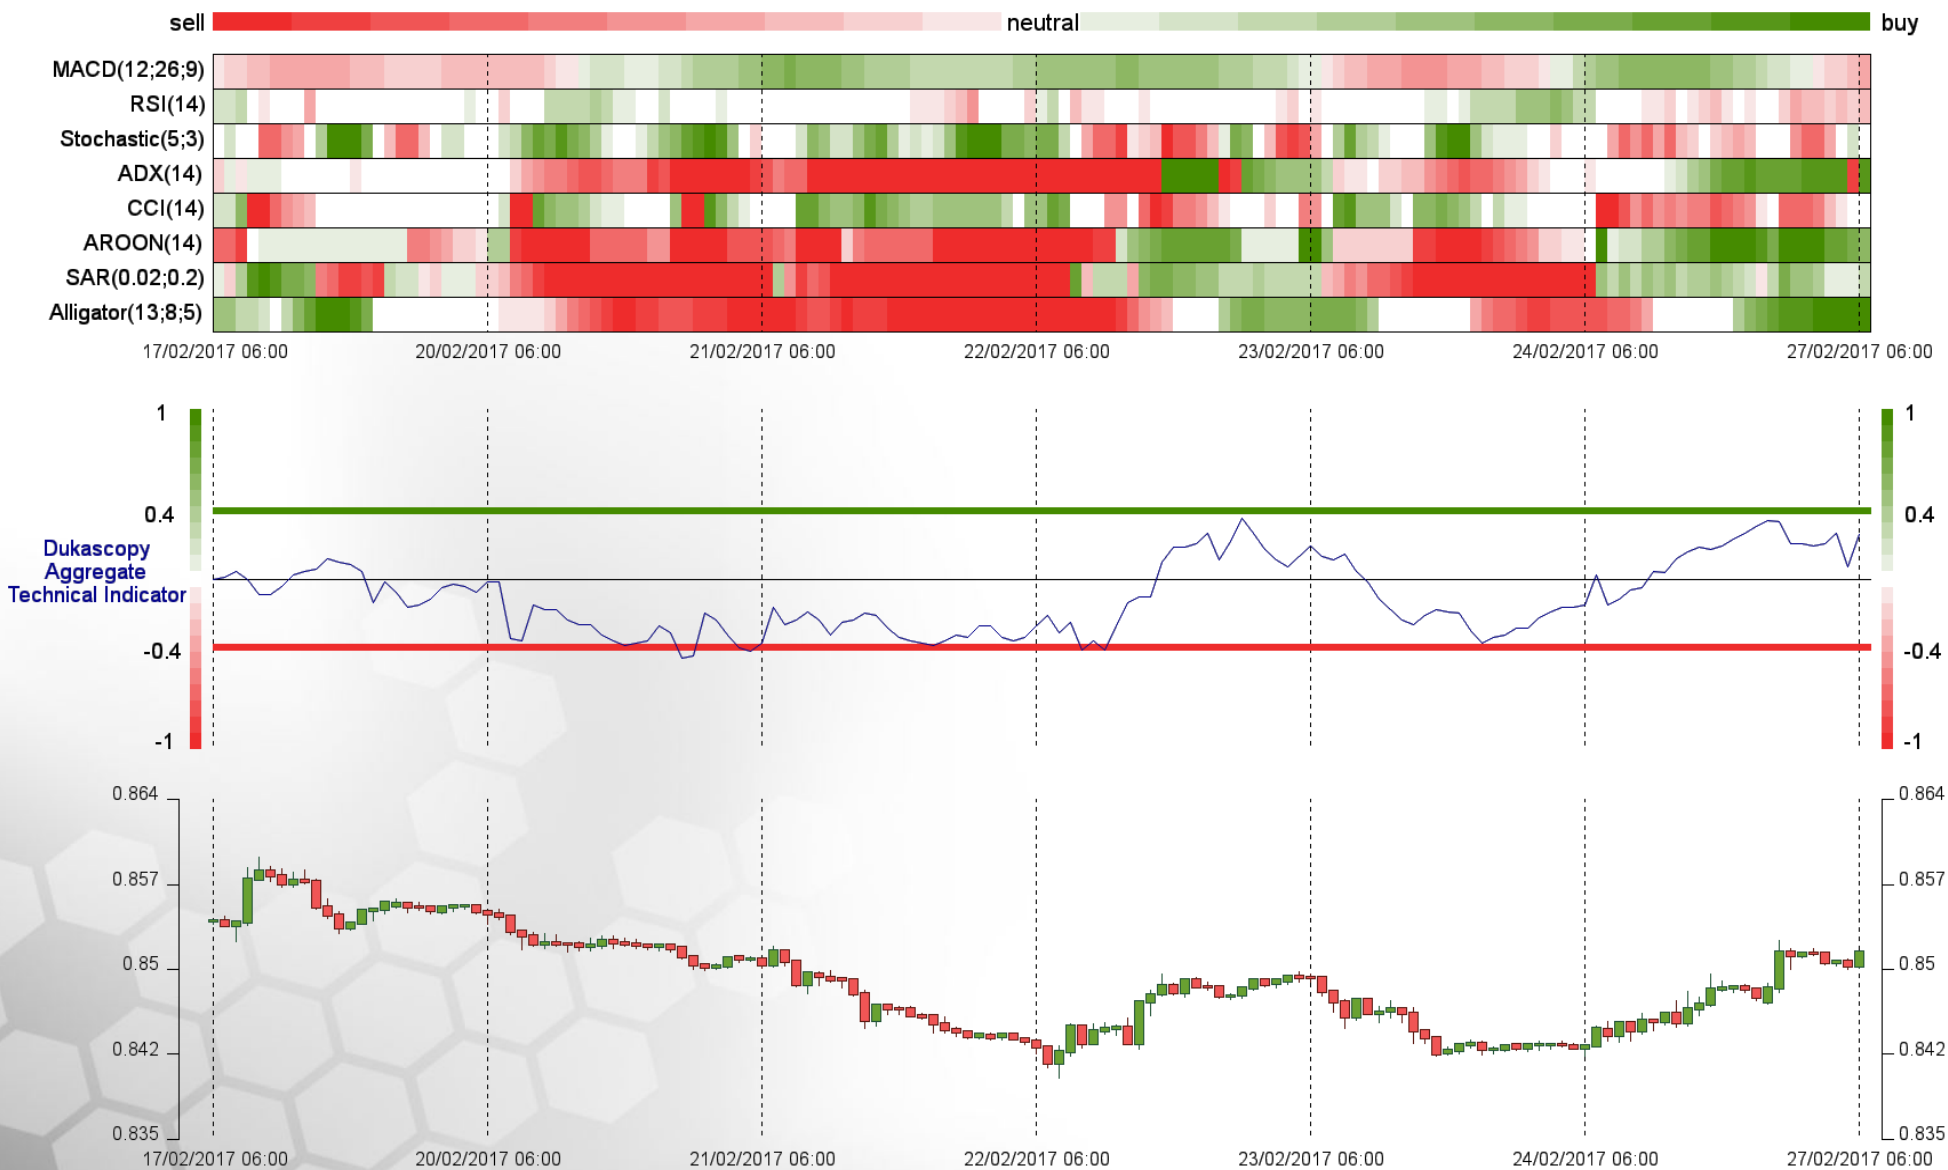 sell neutral buy
MACD(12;26;9)
RSI(14)
Stochastic(5;3)
ADX(14)
CCI(14)
AROON(14)
SAR(0.02;0.2)
Alligator(13;8;5)
17/02/2017 06:00 20/02/2017 06:00 21/02/2017 06:00 22/02/2017 06:00 23/02/2017 06:00 24/02/2017 06:00 27/02/2017 06:00
1 1
0.4 0.4
Dukascopy
Aggregate
Technical Indicator
-0.4 -0.4
-1 -1
0.864 0.864
0.857 0.857
0.85 0.85
0.842 0.842
0.835 0.835
17/02/2017 06:00 20/02/2017 06:00 21/02/2017 06:00 22/02/2017 06:00 23/02/2017 06:00 24/02/2017 06:00 27/02/2017 06:00